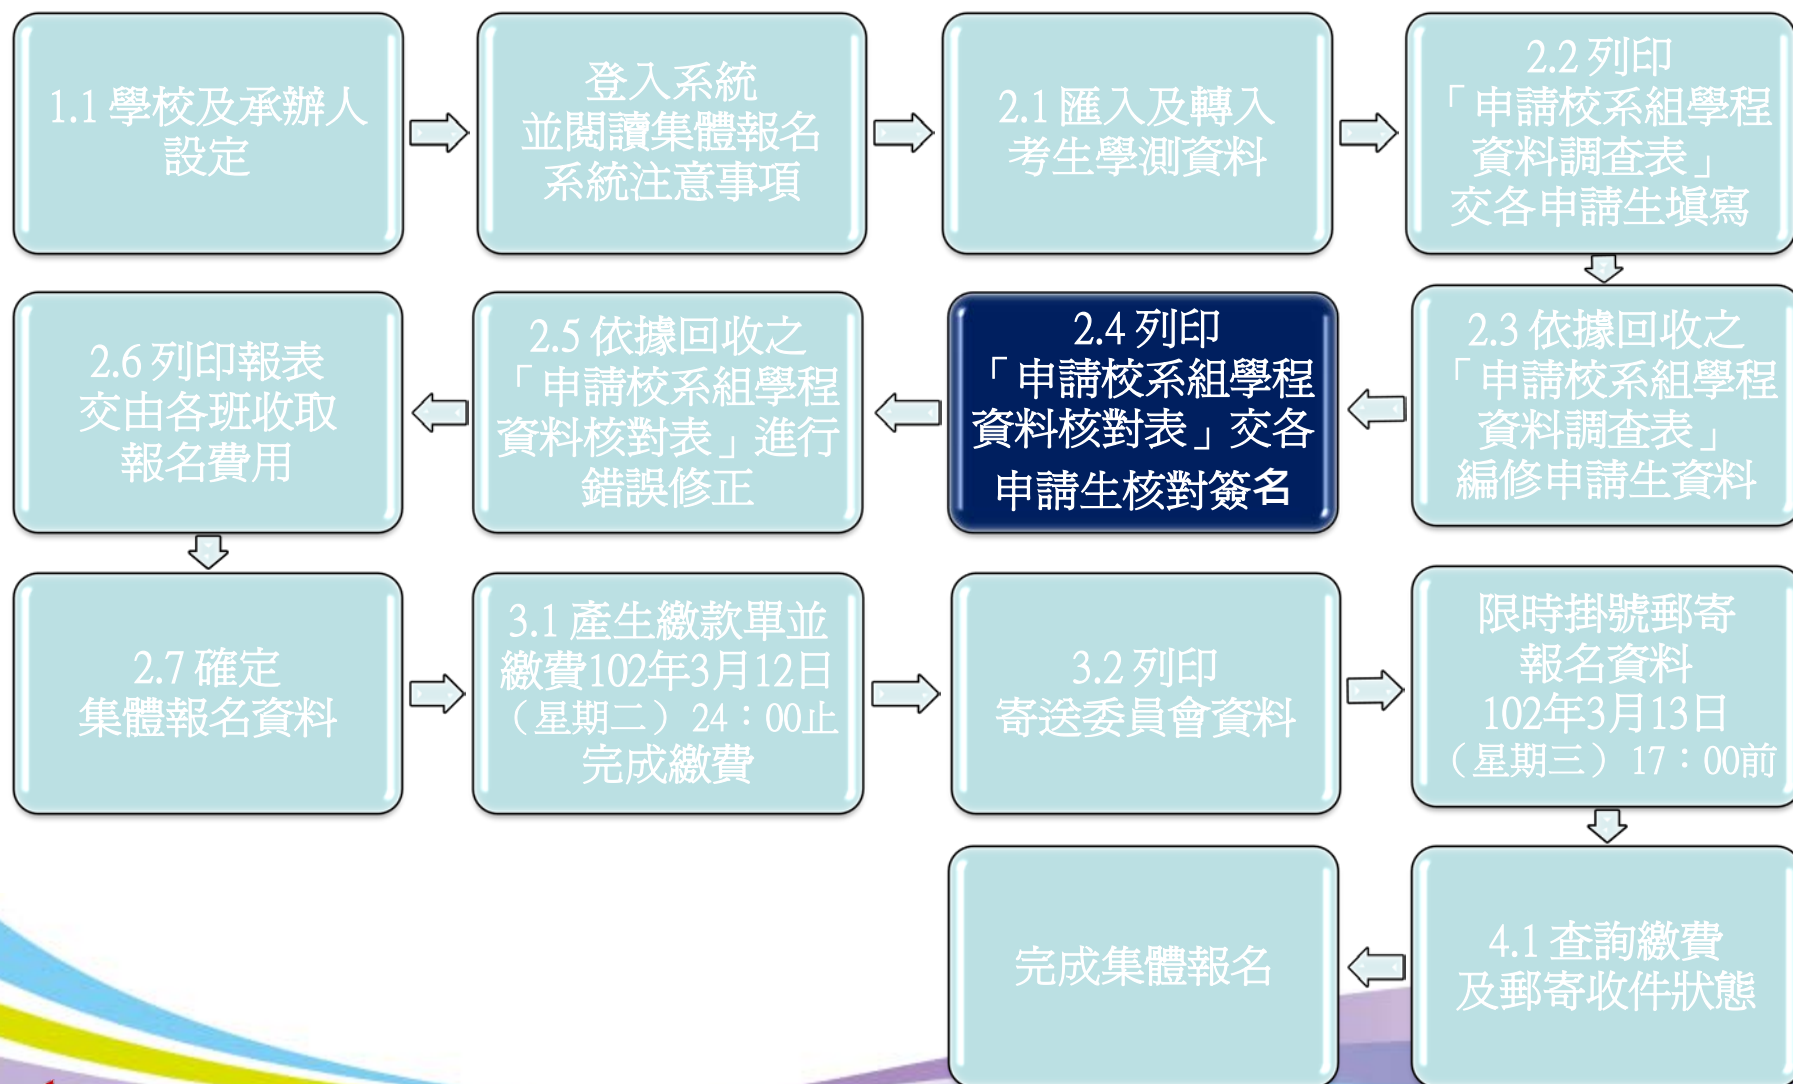 1.1 學校及承辦人
設定
登入系統
並閱讀集體報名
系統注意事項
2.1 匯入及轉入
考生學測資料
2.2 列印
「申請校系組學程
資料調查表」
交各申請生填寫
2.3 依據回收之
「申請校系組學程
資料調查表」
編修申請生資料
2.4 列印
「申請校系組學程
資料核對表」交各
申請生核對簽名
2.5 依據回收之
「申請校系組學程
資料核對表」進行
錯誤修正
2.6 列印報表
交由各班收取
報名費用
2.7 確定
集體報名資料
3.1 產生繳款單並
繳費102年3月12日
（星期二）24：00止
完成繳費
3.2 列印
寄送委員會資料
限時掛號郵寄
報名資料
102年3月13日
（星期三）17：00前
4.1 查詢繳費
及郵寄收件狀態
完成集體報名